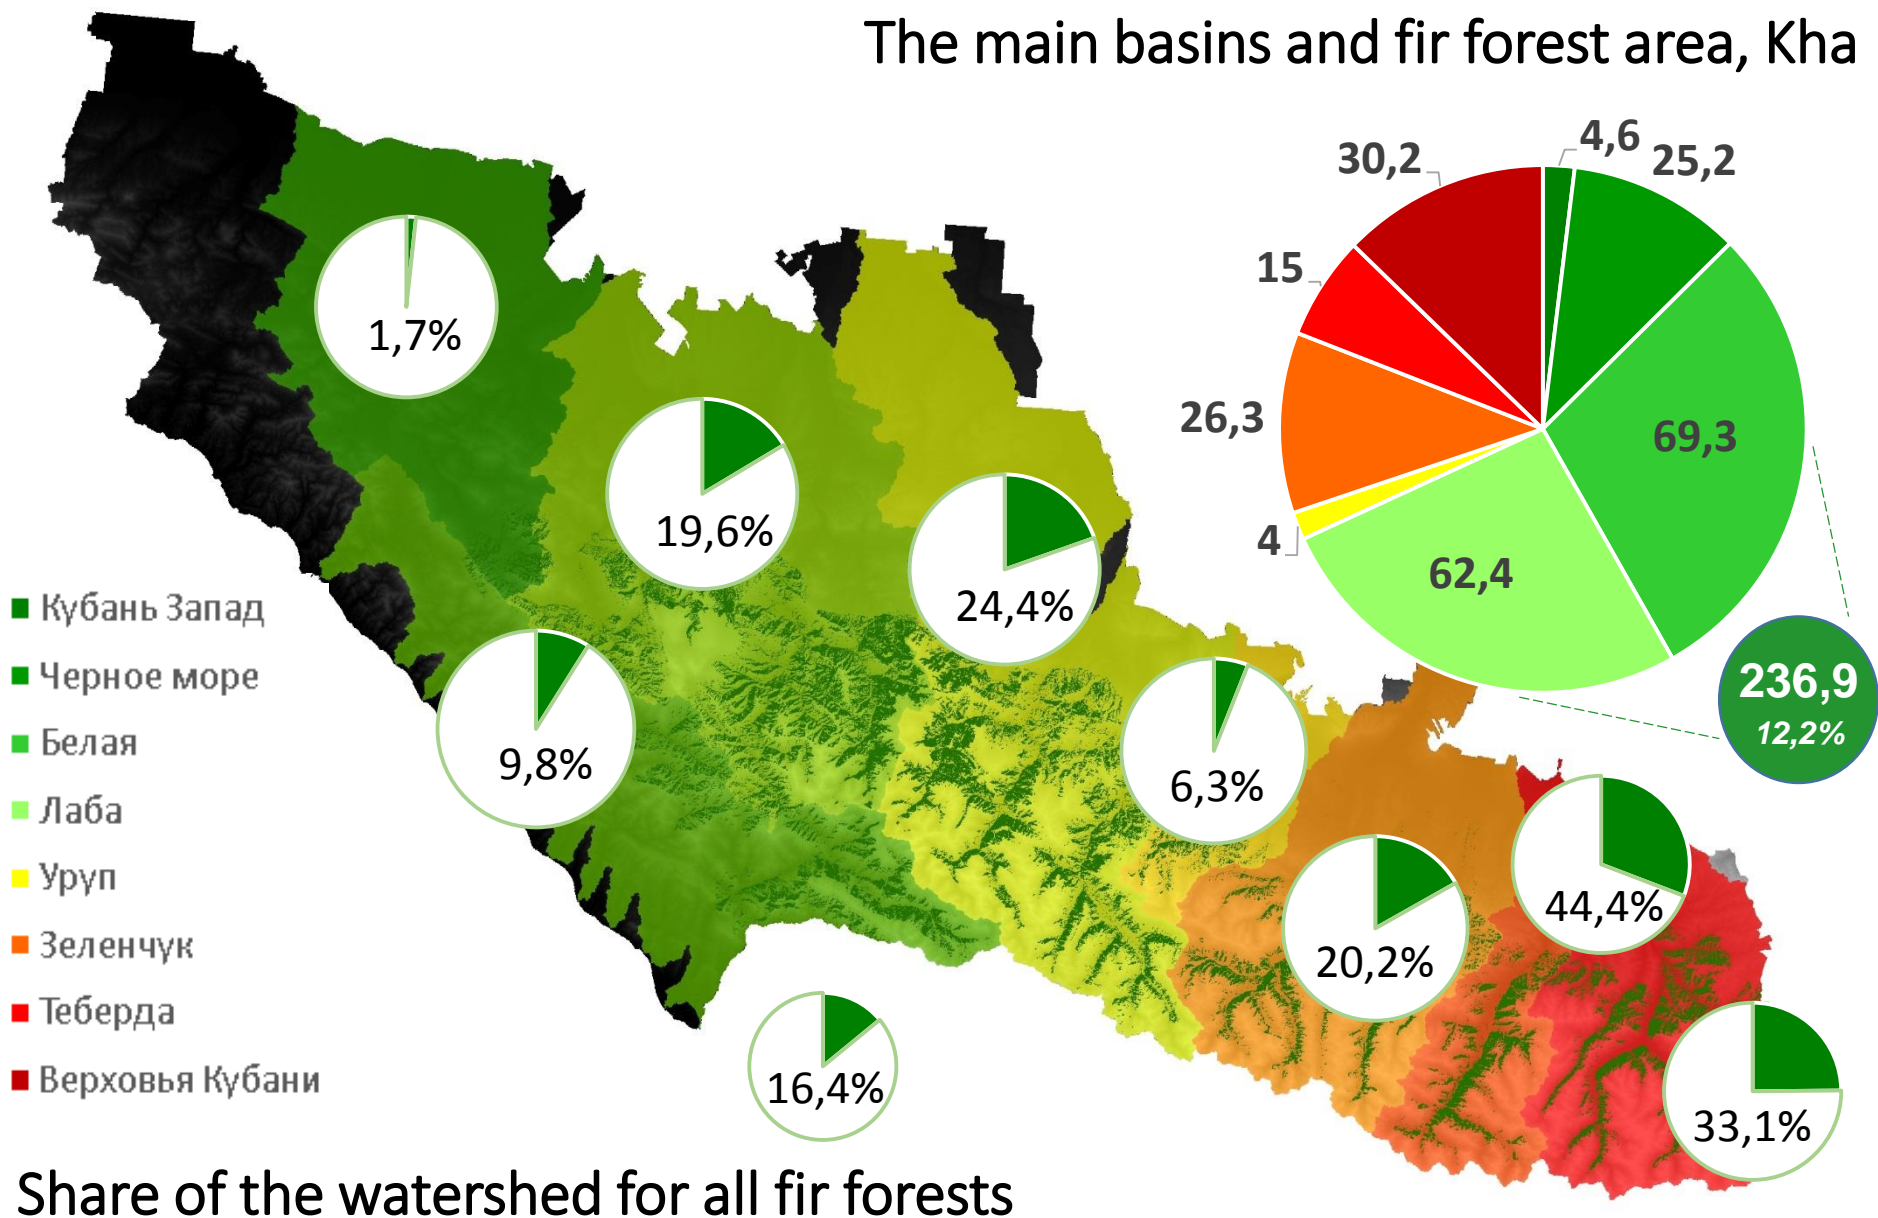 The main basins and fir forest area, Kha
4,6
25,2
30,2
15
26,3
69,3
4
62,4
236,9
12,2%
1,7%
19,6%
24,4%
9,8%
6,3%
44,4%
20,2%
16,4%
33,1%
Кубань Запад
Черное море
Белая
Лаба
Уруп
Зеленчук
Теберда
Верховья Кубани
Share of the watershed for all fir forests